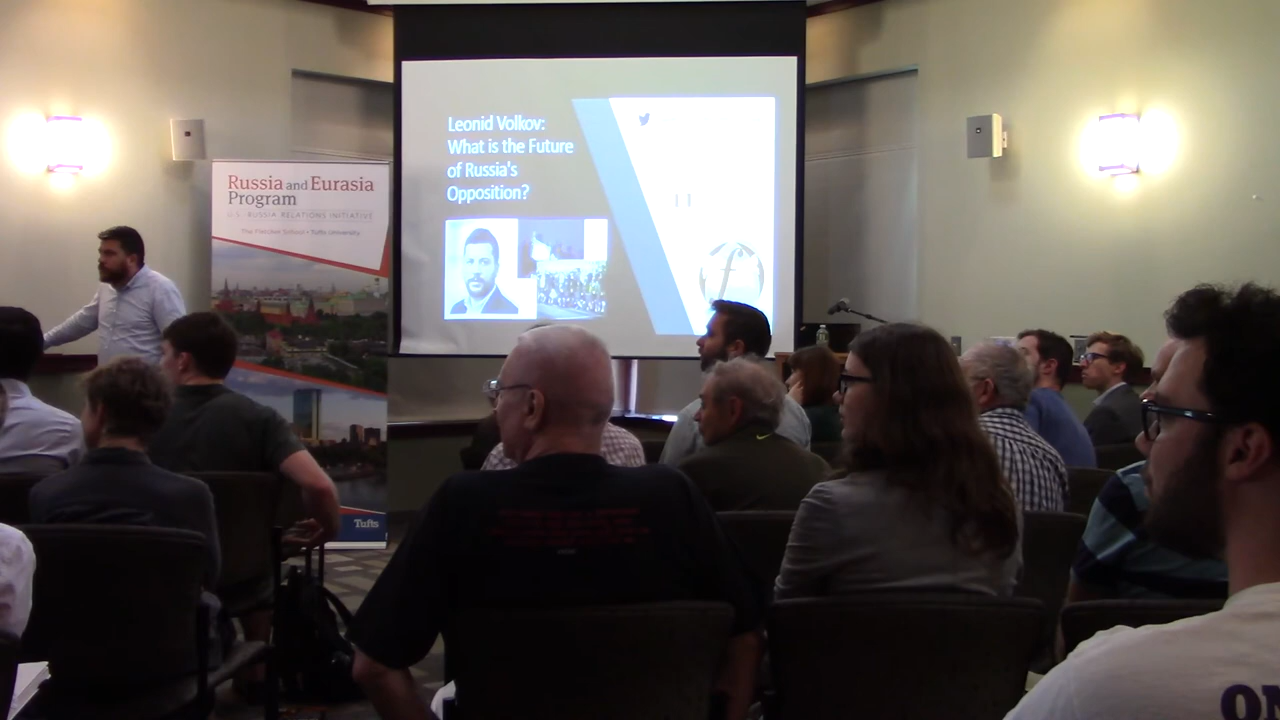 Russia and Eurasia
Program
U.S. RUSSIA RELATIONS INITIATIVE
The Fletcher School • Tufts University
Tufts
Leonid Volkov:
What is the Future
of Russia's
Opposition?
f